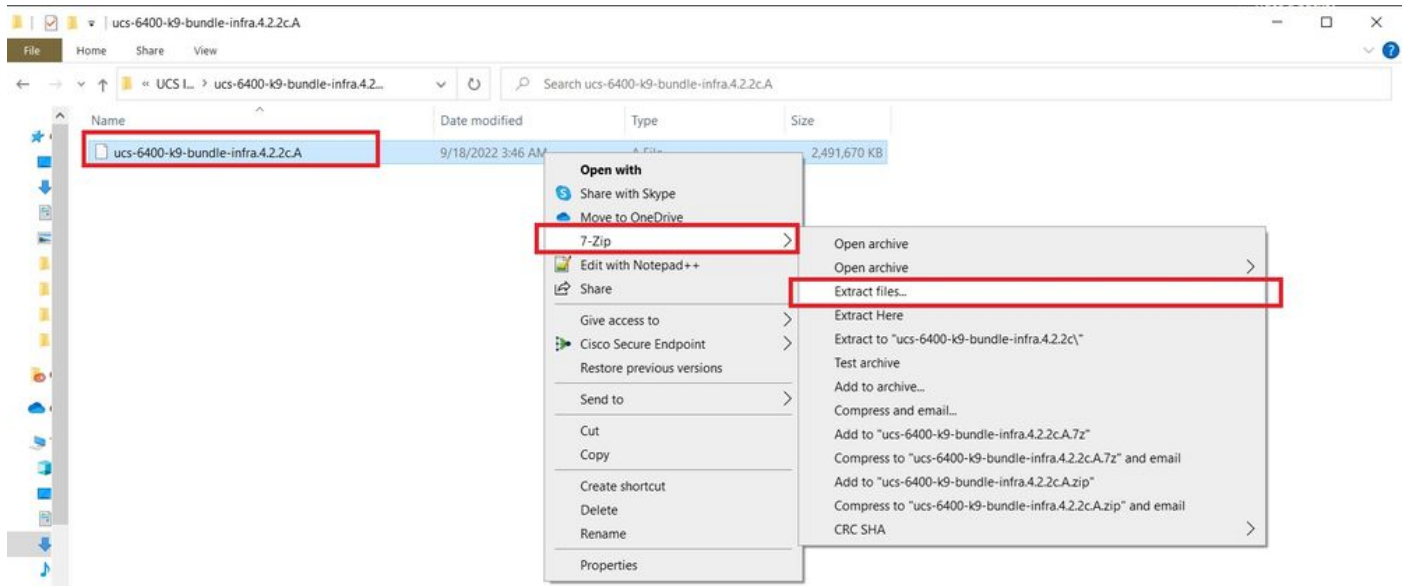 ucs-6400-k9-bundle-infra.4.2.2c.A
File Home Share View
« UCS I... > ucs-6400-k9-bundle-infra.4.2... Search ucs-6400-k9-bundle-infra.4.2.2c.A
Name Date modified Type Size
ucs-6400-k9-bundle-infra.4.2.2c.A 9/18/2022 3:46 AM A File 2,491,670 KB
Open with
Share with Skype
Move to OneDrive
7-Zip
Edit with Notepad++
Share
Give access to
Cisco Secure Endpoint
Restore previous versions
Send to
Cut
Copy
Create shortcut
Delete
Rename
Properties
Open archive
Open archive
Extract files...
Extract Here
Extract to "ucs-6400-k9-bundle-infra.4.2.2c\"
Test archive
Add to archive...
Compress and email...
Add to "ucs-6400-k9-bundle-infra.4.2.2c.A.7z"
Compress to "ucs-6400-k9-bundle-infra.4.2.2c.A.7z" and email
Add to "ucs-6400-k9-bundle-infra.4.2.2c.A.zip"
Compress to "ucs-6400-k9-bundle-infra.4.2.2c.A.zip" and email
CRC SHA